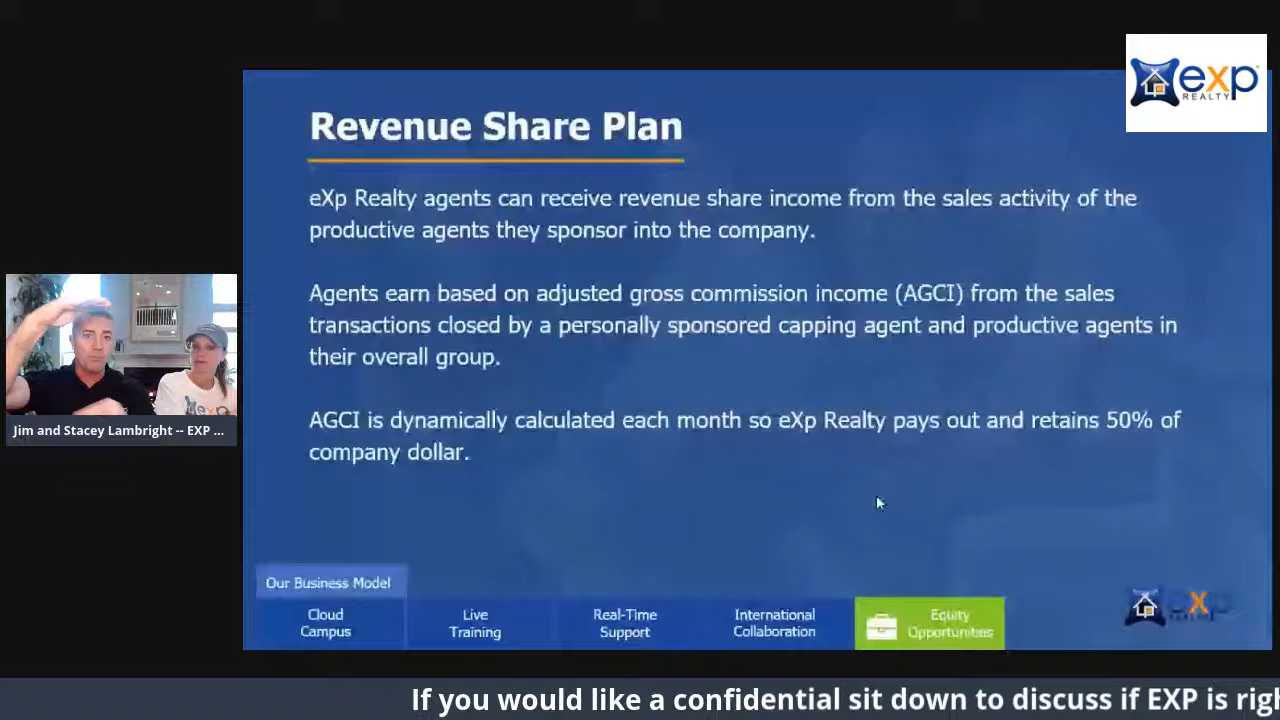 exp
REALTY
Revenue Share Plan
eXp Realty agents can receive revenue share income from the sales activity of the
productive agents they sponsor into the company.
Agents earn based on adjusted gross commission income (AGCI) from the sales
transactions closed by a personally sponsored capping agent and productive agents in
their overall group.
AGCI is dynamically calculated each month so eXp Realty pays out and retains 50% of
company dollar.
Jim and Stacey Lambright -- EXP ...
Our Business Model
Cloud
Campus
Live
Training
Real-Time
Support
International
Collaboration
Equity
Opportunities
exp
REALTY
If you would like a confidential sit down to discuss if EXP is righ